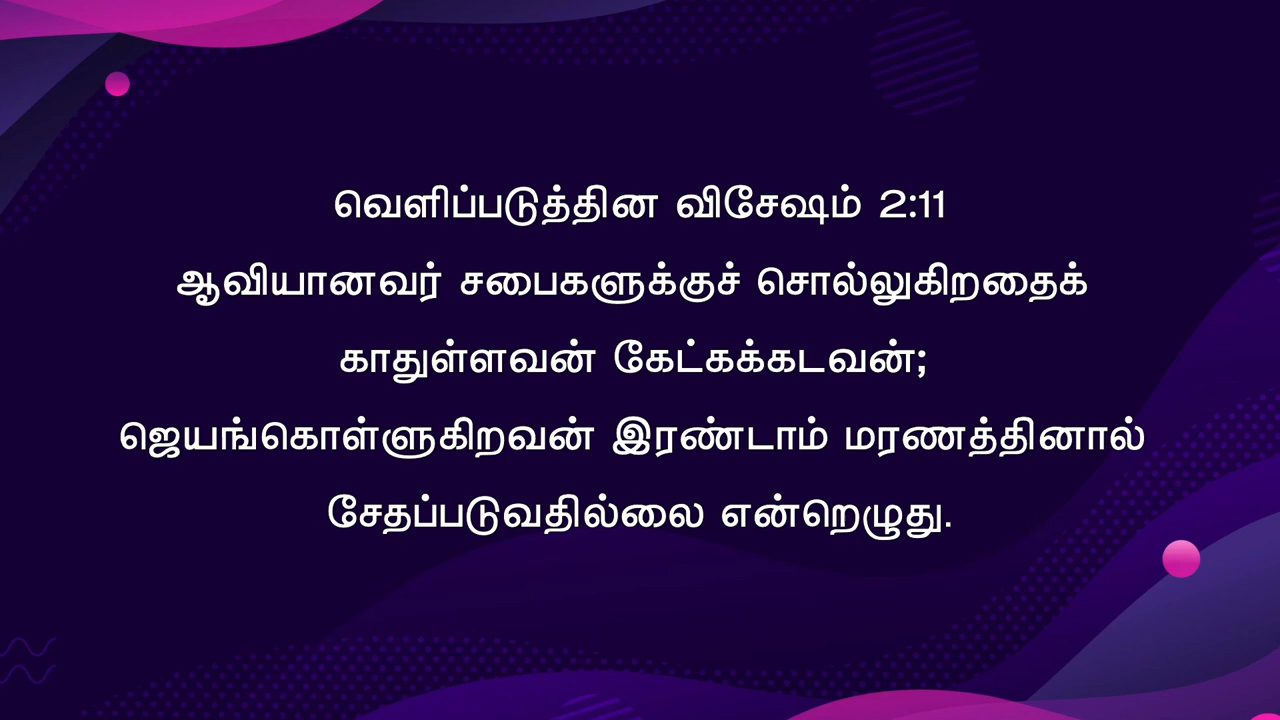 வெளிப்படுத்தின விசேஷம் 2:11
ஆவியானவர் சபைகளுக்குச் சொல்லுகிறதைக்
காதுள்ளவன் கேட்கக்கடவன்;
ஜெயங்கொள்ளுகிறவன் இரண்டாம் மரணத்தினால்
சேதப்படுவதில்லை என்றெழுது.